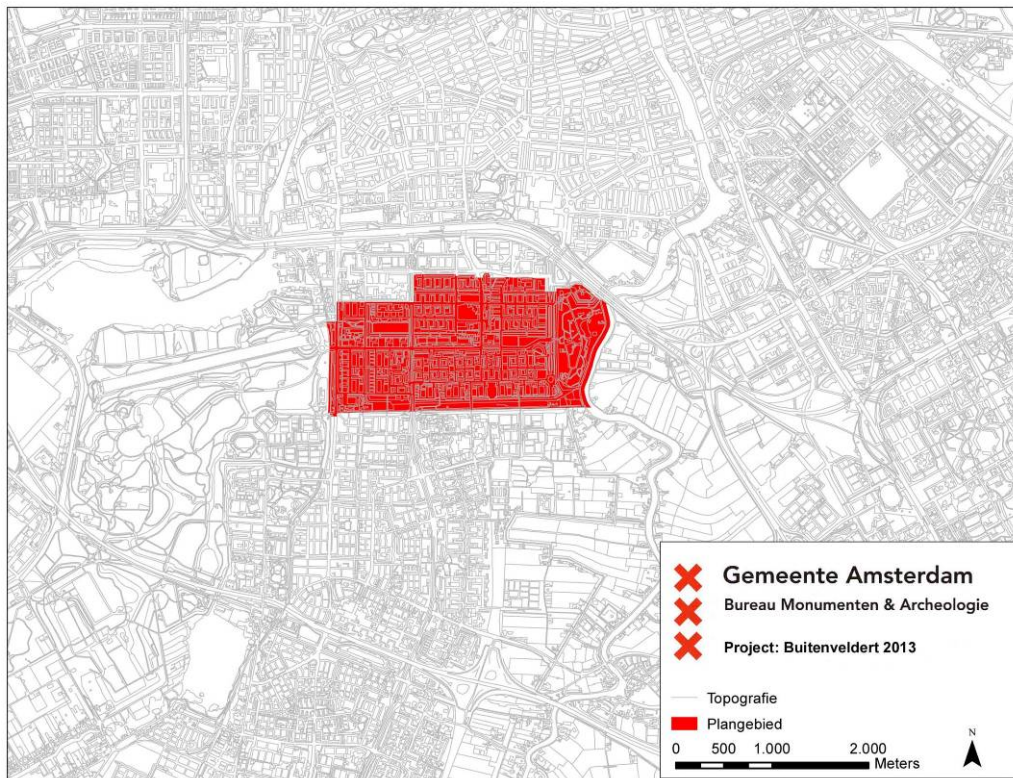 Gemeente Amsterdam
Bureau Monumenten & Archeologie
Project: Buitenveldert 2013
Topografie
Plangebied
0 500 1.000 2.000
Meters
N